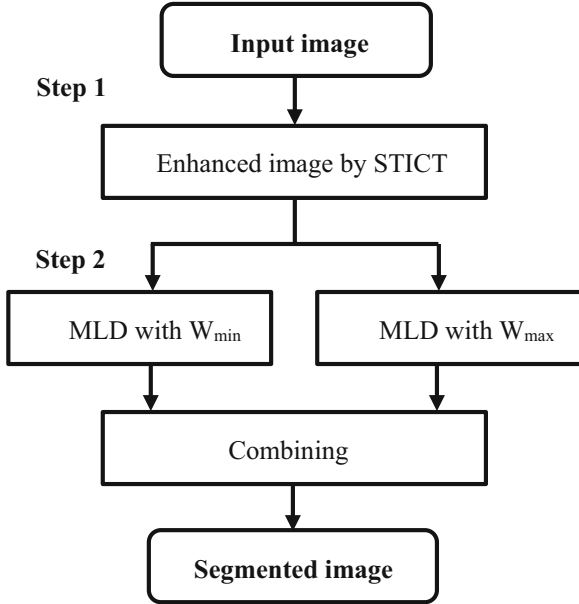 Input image
Step 1
Enhanced image by STICT
Step 2
MLD with Wmin
MLD with Wmax
Combining
Segmented image